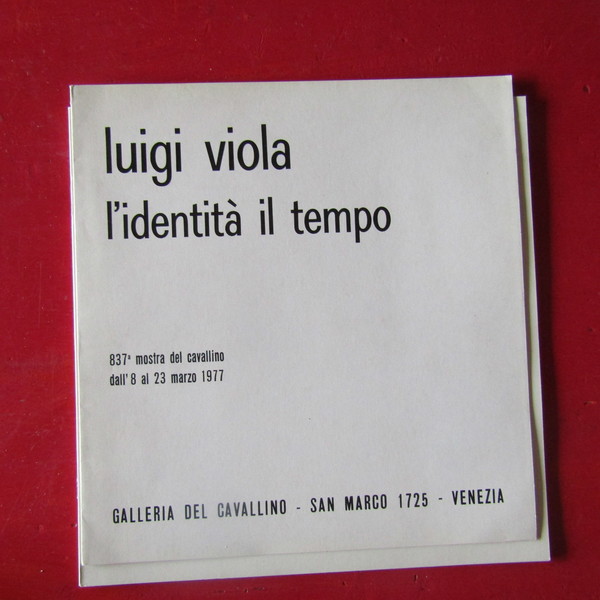 luigi viola
l'identità il tempo
837ª mostra del cavallino
dall'8 al 23 marzo 1977
GALLERIA DEL CAVALLINO - SAN MARCO 1725 - VENEZIA